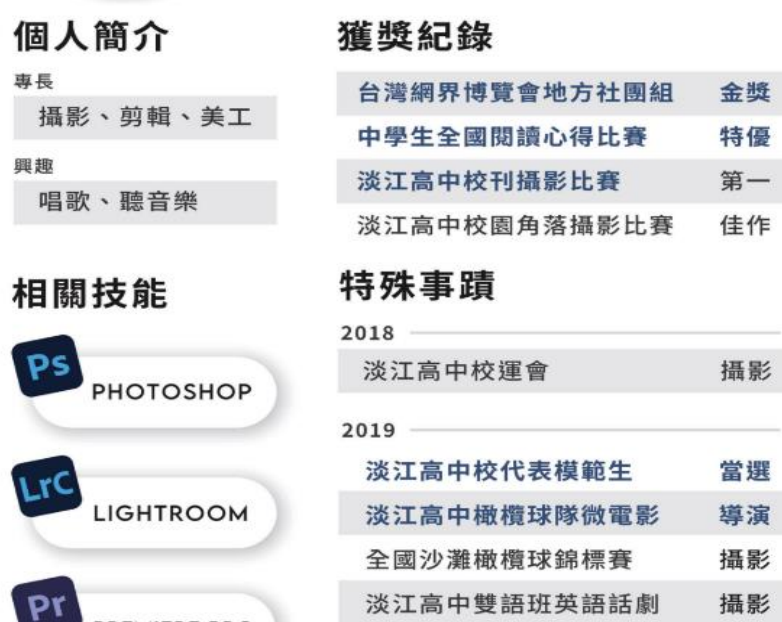 個人簡介
專長
攝影、剪輯、美工
興趣
唱歌、聽音樂
相關技能
Ps
PHOTOSHOP
LrC
LIGHTROOM
Pr
獲獎紀錄
台灣網界博覽會地方社團組 金獎
中學生全國閱讀心得比賽 特優
淡江高中校刊攝影比賽 第一
淡江高中校園角落攝影比賽 佳作
特殊事蹟
2018
淡江高中校運會 攝影
2019
淡江高中校代表模範生 當選
淡江高中橄欖球隊微電影 導演
全國沙灘橄欖球錦標賽 攝影
淡江高中雙語班英語話劇 攝影